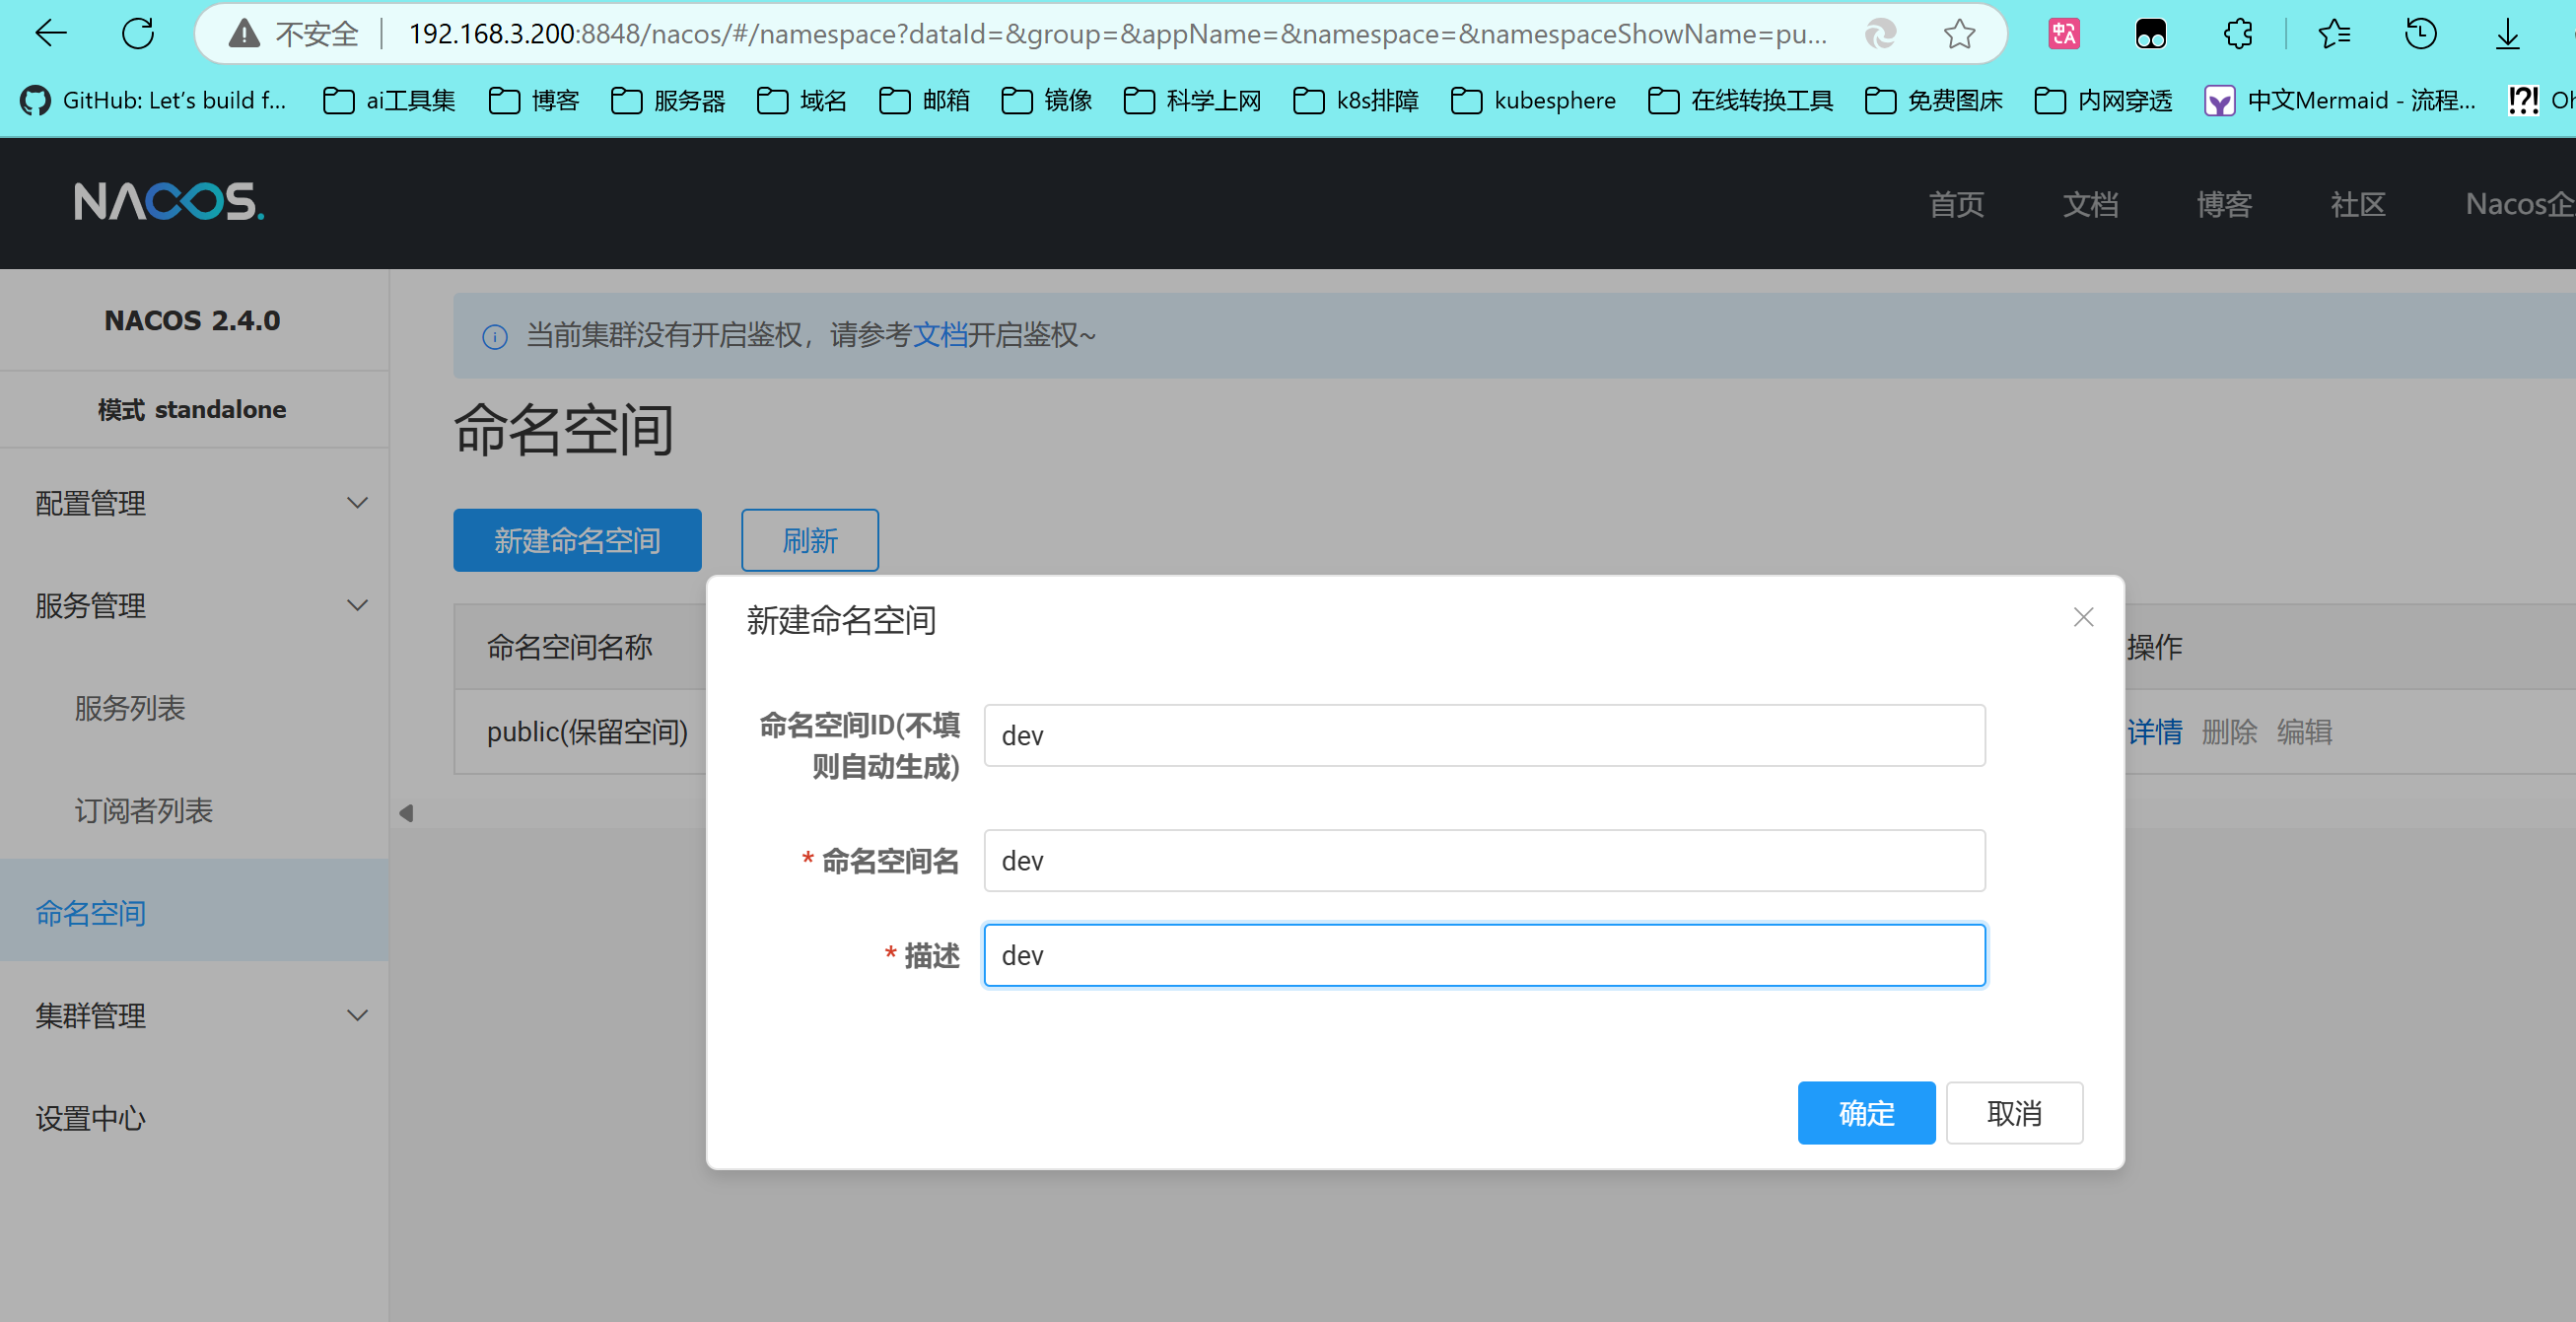 不安全 192.168.3.200:8848/nacos/#/namespace?dataId=&group=&appName=&namespace=&namespaceShowName=pu...
GitHub: Let's build f... ai工具集 博客 服务器 域名 邮箱 镜像 科学上网 k8s排障 kubesphere 在线转换工具 免费图床 内网穿透 中文Mermaid - 流程... Oh
NACOS. 首页 文档 博客 社区 Nacos企
NACOS 2.4.0
模式 standalone
配置管理
服务管理
服务列表
订阅者列表
命名空间
集群管理
设置中心
当前集群没有开启鉴权，请参考文档开启鉴权~
命名空间
新建命名空间 刷新
命名空间名称 操作
public(保留空间) 详情 删除 编辑
新建命名空间
命名空间ID(不填
则自动生成) dev
* 命名空间名 dev
* 描述 dev
确定 取消